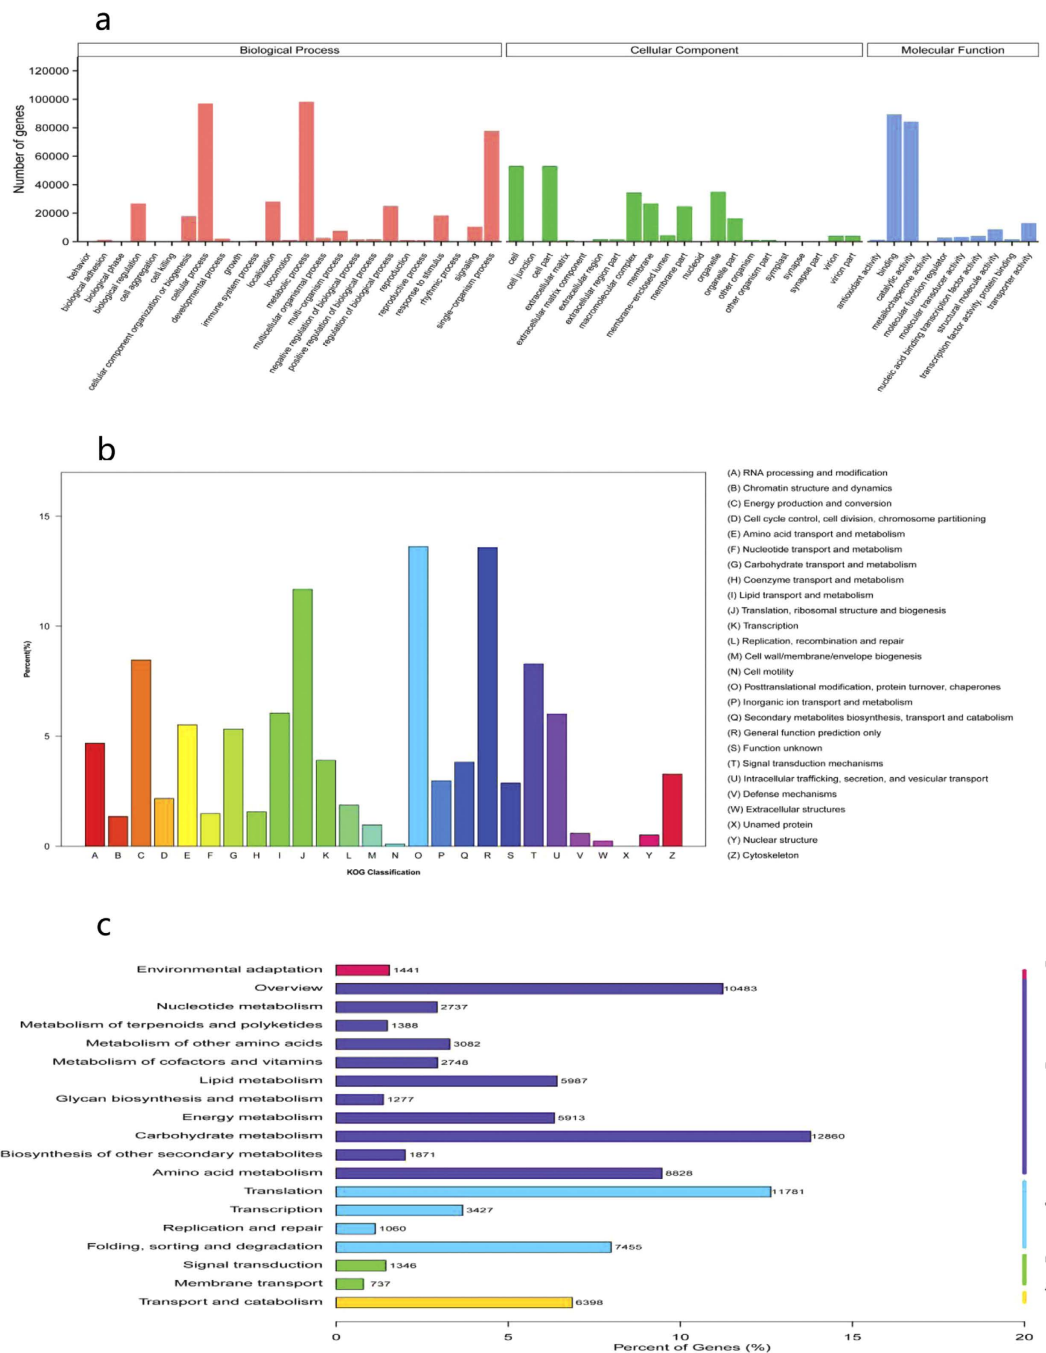 a
Biological Process
Cellular Component
Molecular Function
Number of genes
120000
100000
80000
60000
40000
20000
0
behavior
biological adhesion
biological phase
biological regulation
cell aggregation
cell killing
cellular component organization or biogenesis
cellular process
developmental process
growth
immune system process
localization
locomotion
metabolic process
multicellular organismal process
multi-organism process
negative regulation of biological process
positive regulation of biological process
regulation of biological process
reproduction
reproductive process
response to stimulus
rhythmic process
signaling
single-organism process
cell
cell junction
cell part
extracellular matrix
extracellular matrix component
extracellular region
extracellular region part
macromolecular complex
membrane
membrane-enclosed lumen
membrane part
nucleoid
organelle
organelle part
other organism
other organism part
symplast
synapse
synapse part
virion
virion part
antioxidant activity
binding
catalytic activity
metallochaperone activity
molecular function regulator
molecular transducer activity
nucleic acid binding transcription factor activity
structural molecule activity
transcription factor activity, protein binding
transporter activity
b
Percent(%)
15
10
5
0
A B C D E F G H I J K L M N O P Q R S T U V W X Y Z
KOG Classification
(A) RNA processing and modification
(B) Chromatin structure and dynamics
(C) Energy production and conversion
(D) Cell cycle control, cell division, chromosome partitioning
(E) Amino acid transport and metabolism
(F) Nucleotide transport and metabolism
(G) Carbohydrate transport and metabolism
(H) Coenzyme transport and metabolism
(I) Lipid transport and metabolism
(J) Translation, ribosomal structure and biogenesis
(K) Transcription
(L) Replication, recombination and repair
(M) Cell wall/membrane/envelope biogenesis
(N) Cell motility
(O) Posttranslational modification, protein turnover, chaperones
(P) Inorganic ion transport and metabolism
(Q) Secondary metabolites biosynthesis, transport and catabolism
(R) General function prediction only
(S) Function unknown
(T) Signal transduction mechanisms
(U) Intracellular trafficking, secretion, and vesicular transport
(V) Defense mechanisms
(W) Extracellular structures
(X) Unamed protein
(Y) Nuclear structure
(Z) Cytoskeleton
c
Environmental adaptation 1441
Overview 10483
Nucleotide metabolism 2737
Metabolism of terpenoids and polyketides 1388
Metabolism of other amino acids 3082
Metabolism of cofactors and vitamins 2748
Lipid metabolism 5987
Glycan biosynthesis and metabolism 1277
Energy metabolism 5913
Carbohydrate metabolism 12860
Biosynthesis of other secondary metabolites 1871
Amino acid metabolism 8828
Translation 11781
Transcription 3427
Replication and repair 1060
Folding, sorting and degradation 7455
Signal transduction 1346
Membrane transport 737
Transport and catabolism 6398
0 5 10 15 20
Percent of Genes (%)